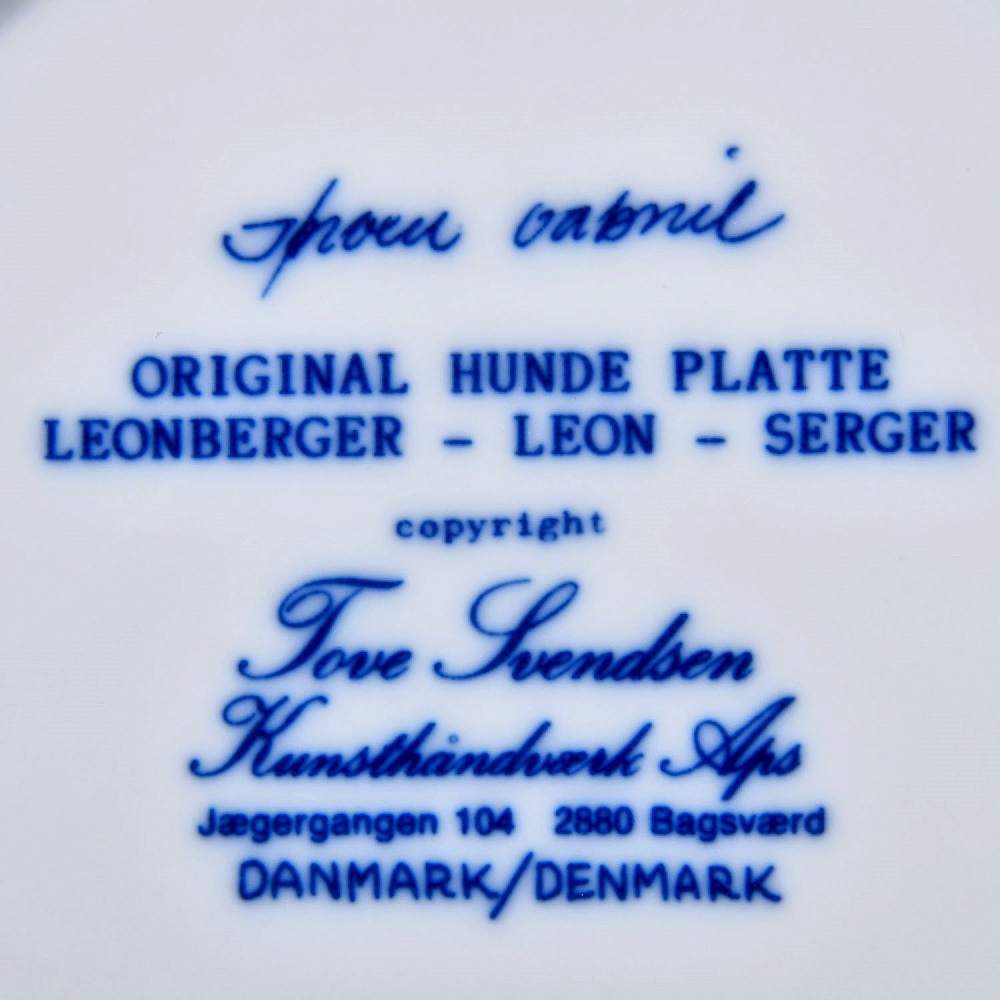 ORIGINAL HUNDE PLATTE
LEONBERGER - LEON - SERGER
copyright
Tove Svendsen
Kunsthåndværk Aps
Jægergangen 104 2880 Bagsværd
DANMARK/DENMARK